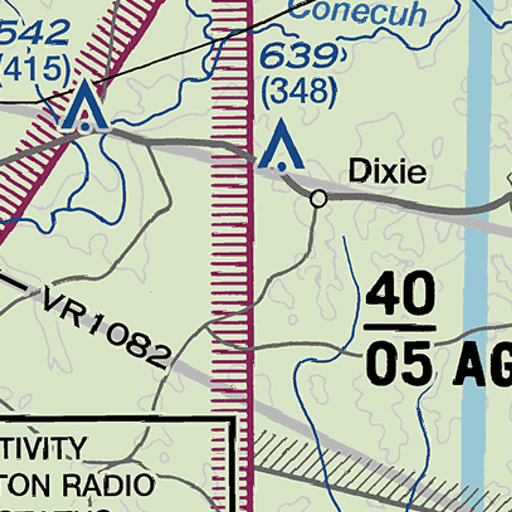 Conecuh
542
(415)
639
(348)
Dixie
40
05 AG
VR1082
TIVITY
TON RADIO